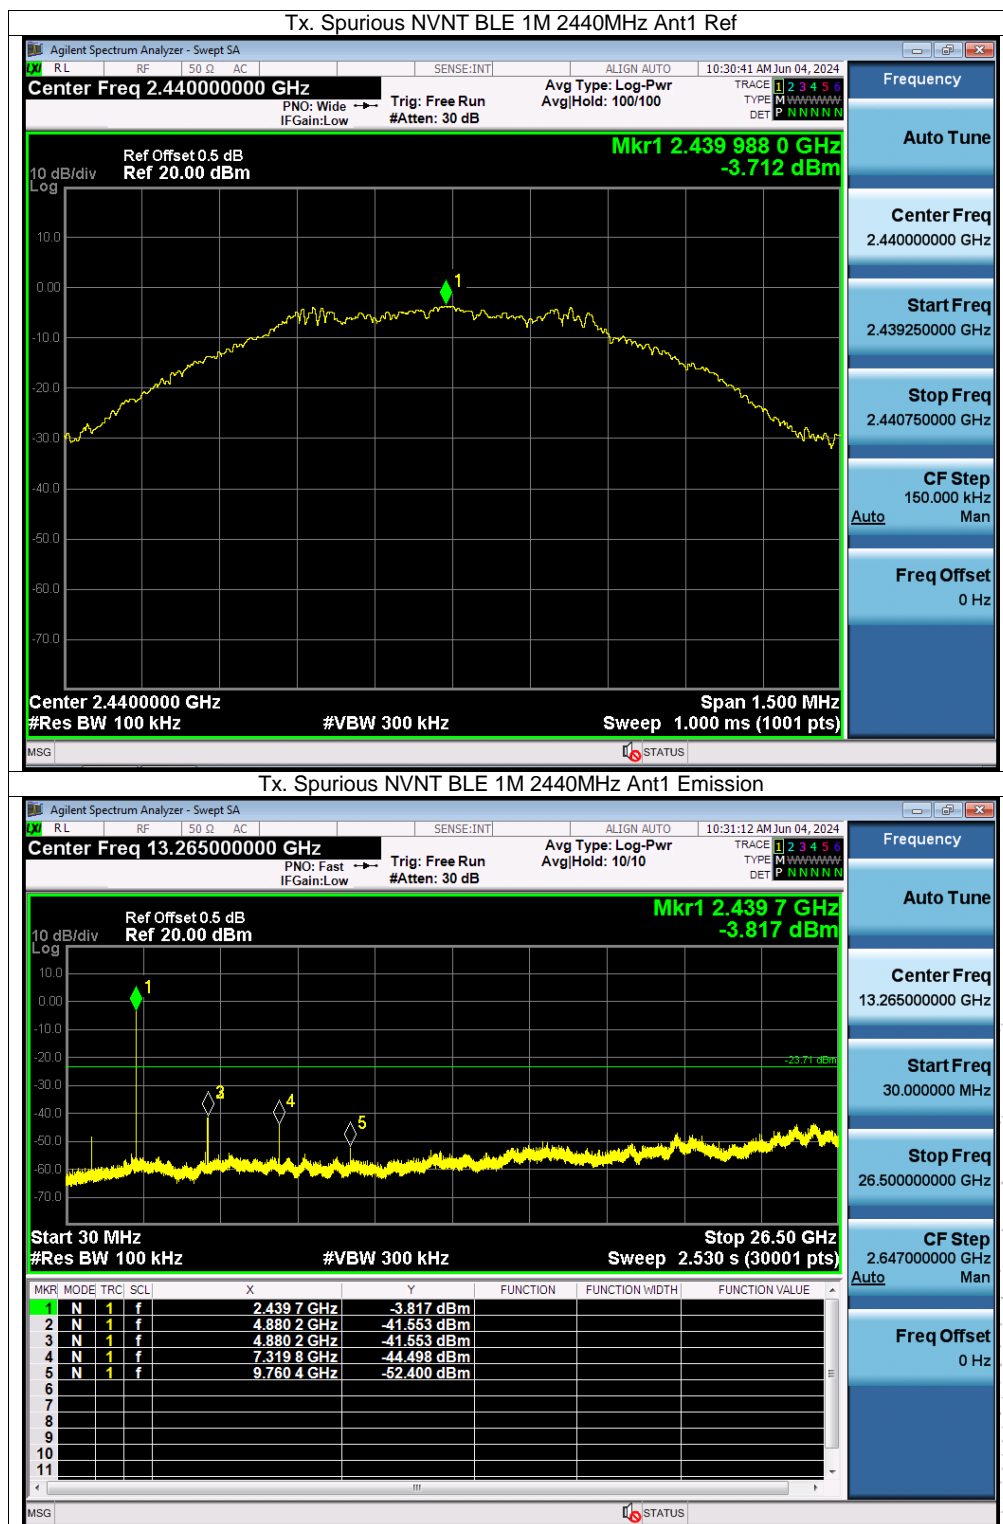 Tx. Spurious NVNT BLE 1M 2440MHz Ant1 Ref
Agilent Spectrum Analyzer - Swept SA
LXI RL RF 50 Ω AC SENSE:INT ALIGN AUTO 10:30:41 AM Jun 04, 2024
Center Freq 2.440000000 GHz
PNO: Wide
IFGain:Low
Trig: Free Run
#Atten: 30 dB
Avg Type: Log-Pwr
Avg|Hold: 100/100
TRACE 1 2 3 4 5 6
TYPE M WWWWW
DET P N N N N N
Frequency
Mkr1 2.439 988 0 GHz
-3.712 dBm
Ref Offset 0.5 dB
10 dB/div Ref 20.00 dBm
Log
10.0
0.00
-10.0
-20.0
-30.0
-40.0
-50.0
-60.0
-70.0
1
Center 2.4400000 GHz Span 1.500 MHz
#Res BW 100 kHz #VBW 300 kHz Sweep 1.000 ms (1001 pts)
MSG STATUS
Auto Tune
Center Freq
2.440000000 GHz
Start Freq
2.439250000 GHz
Stop Freq
2.440750000 GHz
CF Step
150.000 kHz
Auto Man
Freq Offset
0 Hz
Tx. Spurious NVNT BLE 1M 2440MHz Ant1 Emission
Agilent Spectrum Analyzer - Swept SA
LXI RL RF 50 Ω AC SENSE:INT ALIGN AUTO 10:31:12 AM Jun 04, 2024
Center Freq 13.265000000 GHz
PNO: Fast
IFGain:Low
Trig: Free Run
#Atten: 30 dB
Avg Type: Log-Pwr
Avg|Hold: 10/10
TRACE 1 2 3 4 5 6
TYPE M WWWWW
DET P N N N N N
Frequency
Mkr1 2.439 7 GHz
-3.817 dBm
Ref Offset 0.5 dB
10 dB/div Ref 20.00 dBm
Log
10.0
0.00
-10.0
-20.0
-30.0
-40.0
-50.0
-60.0
-70.0
1
3
4
5
-23.71 dBm
Start 30 MHz Stop 26.50 GHz
#Res BW 100 kHz #VBW 300 kHz Sweep 2.530 s (30001 pts)
MKR MODE TRC SCL X Y FUNCTION FUNCTION WIDTH FUNCTION VALUE
1 N 1 f 2.439 7 GHz -3.817 dBm
2 N 1 f 4.880 2 GHz -41.553 dBm
3 N 1 f 4.880 2 GHz -41.553 dBm
4 N 1 f 7.319 8 GHz -44.498 dBm
5 N 1 f 9.760 4 GHz -52.400 dBm
6
7
8
9
10
11
MSG STATUS
Auto Tune
Center Freq
13.265000000 GHz
Start Freq
30.000000 MHz
Stop Freq
26.500000000 GHz
CF Step
2.647000000 GHz
Auto Man
Freq Offset
0 Hz